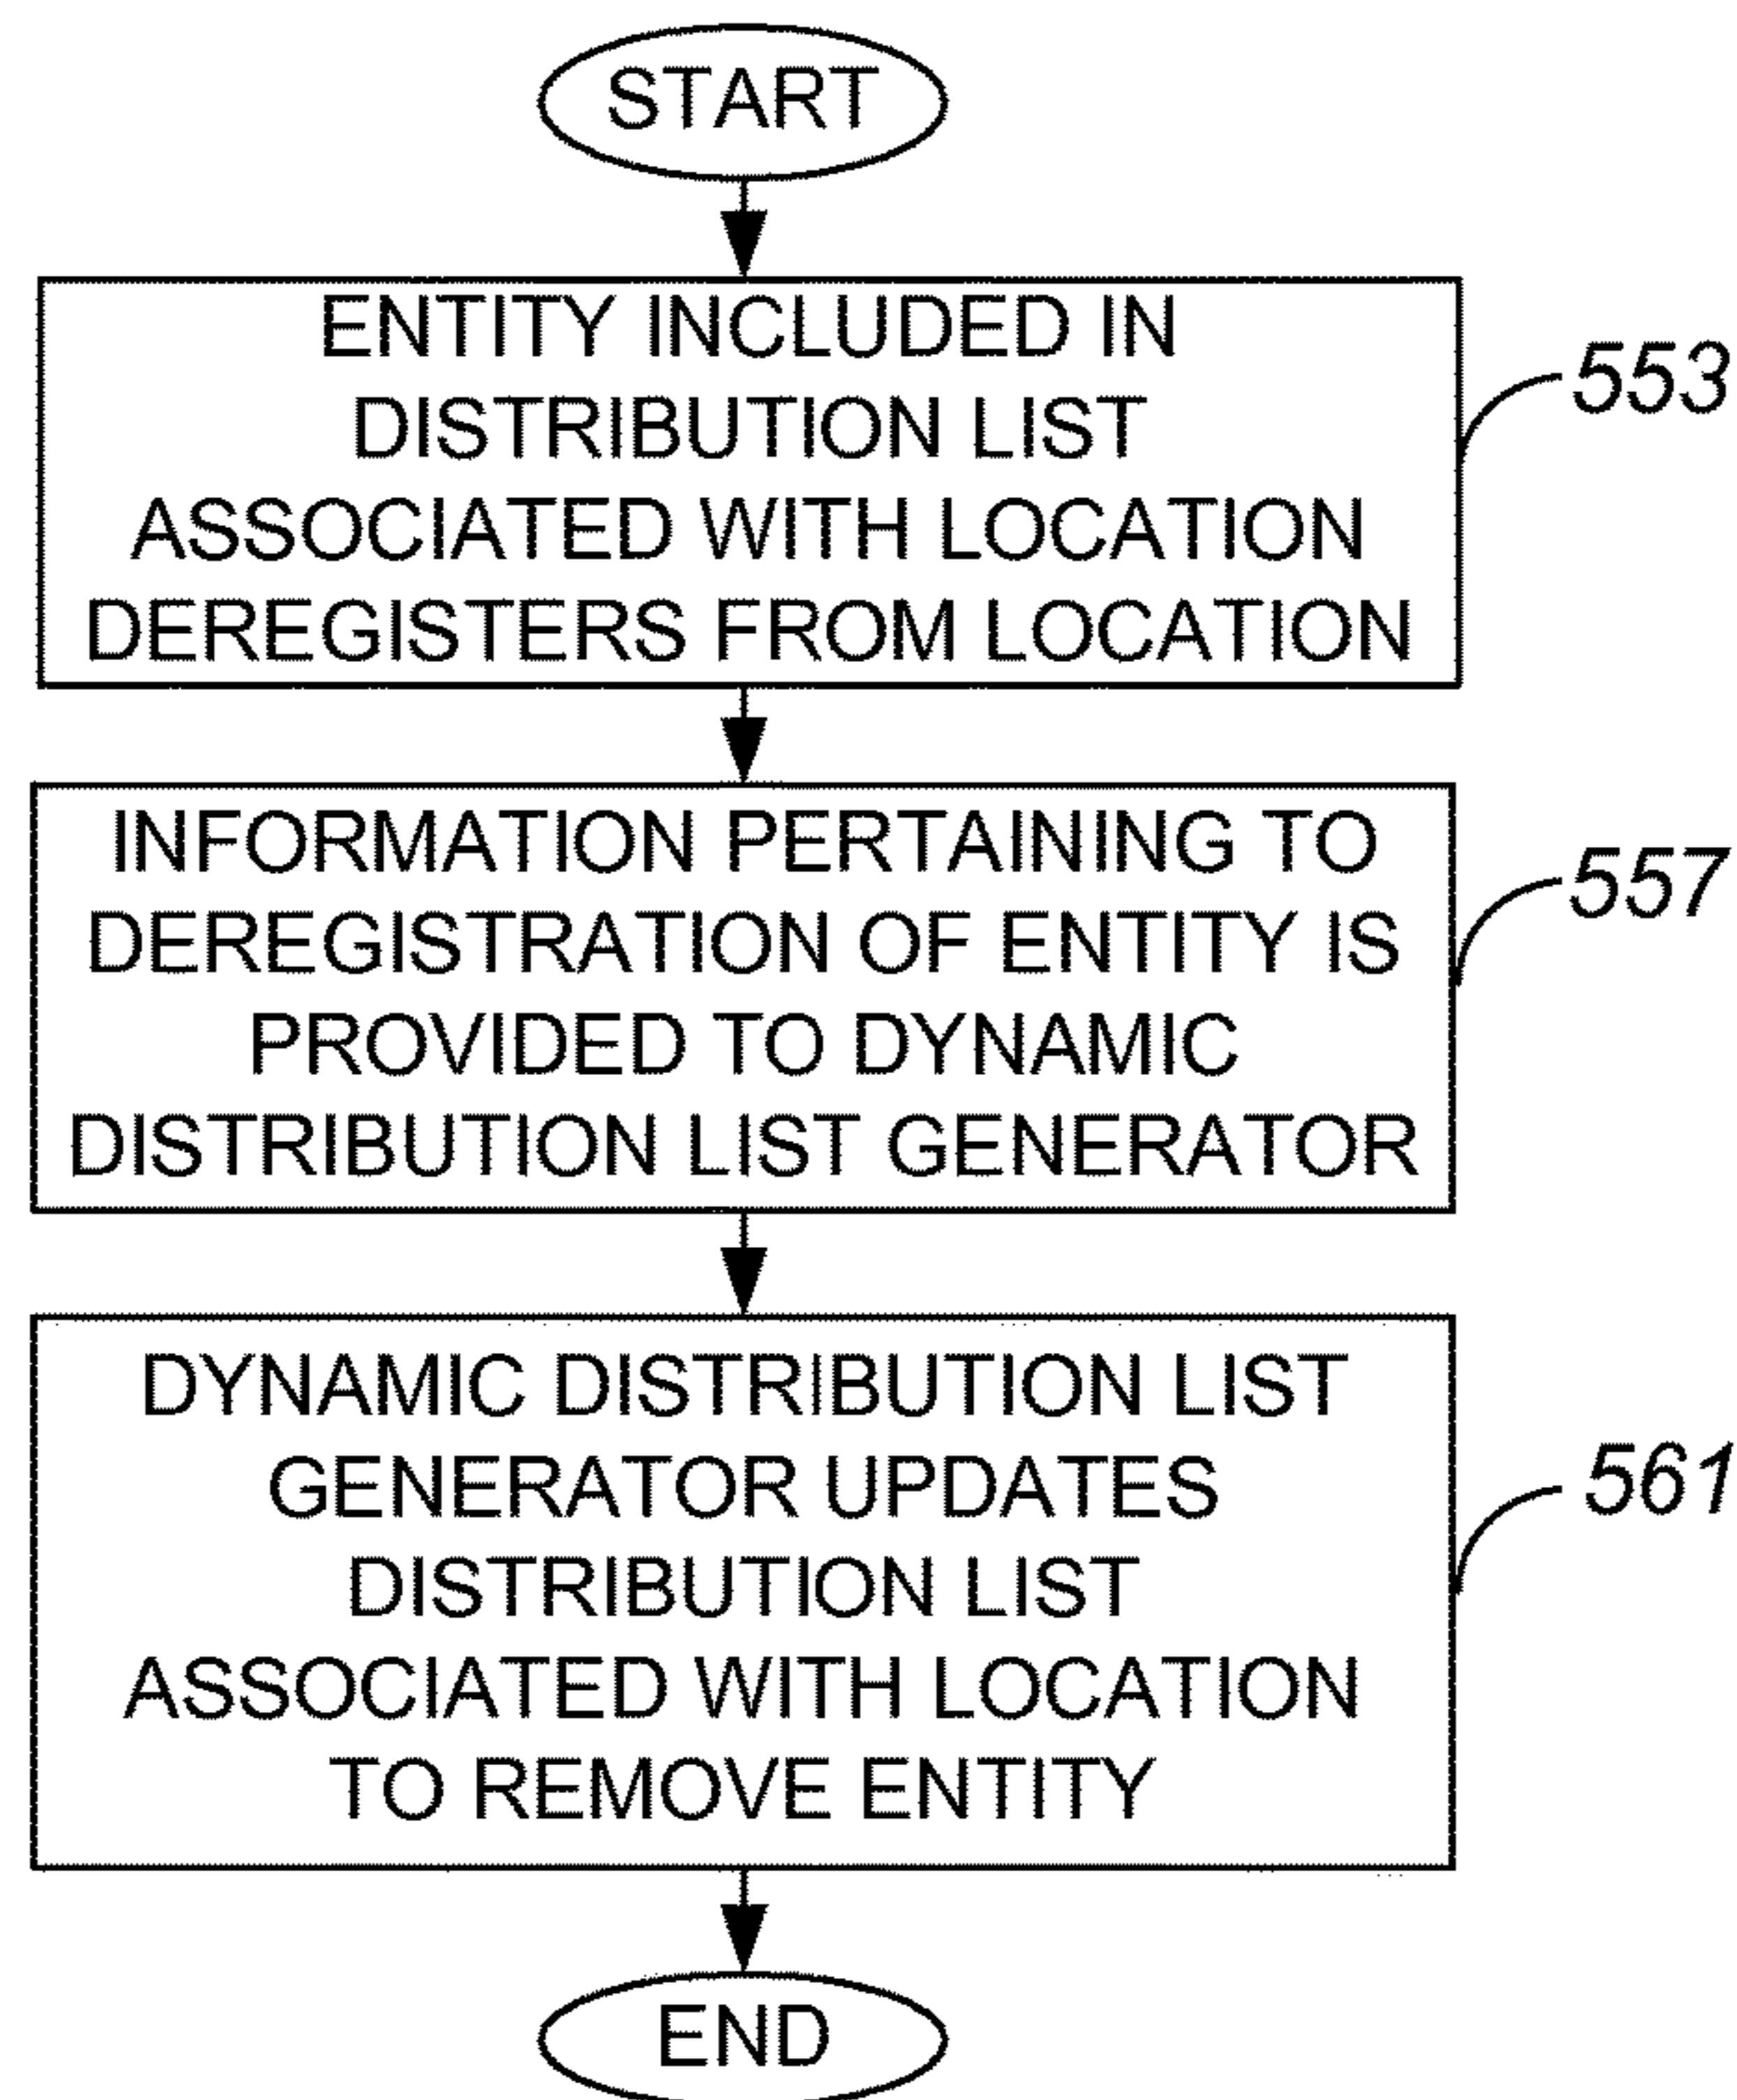 START
ENTITY INCLUDED IN
DISTRIBUTION LIST
ASSOCIATED WITH LOCATION
DEREGISTERS FROM LOCATION
553
INFORMATION PERTAINING TO
DEREGISTRATION OF ENTITY IS
PROVIDED TO DYNAMIC
DISTRIBUTION LIST GENERATOR
557
DYNAMIC DISTRIBUTION LIST
GENERATOR UPDATES
DISTRIBUTION LIST
ASSOCIATED WITH LOCATION
TO REMOVE ENTITY
561
END